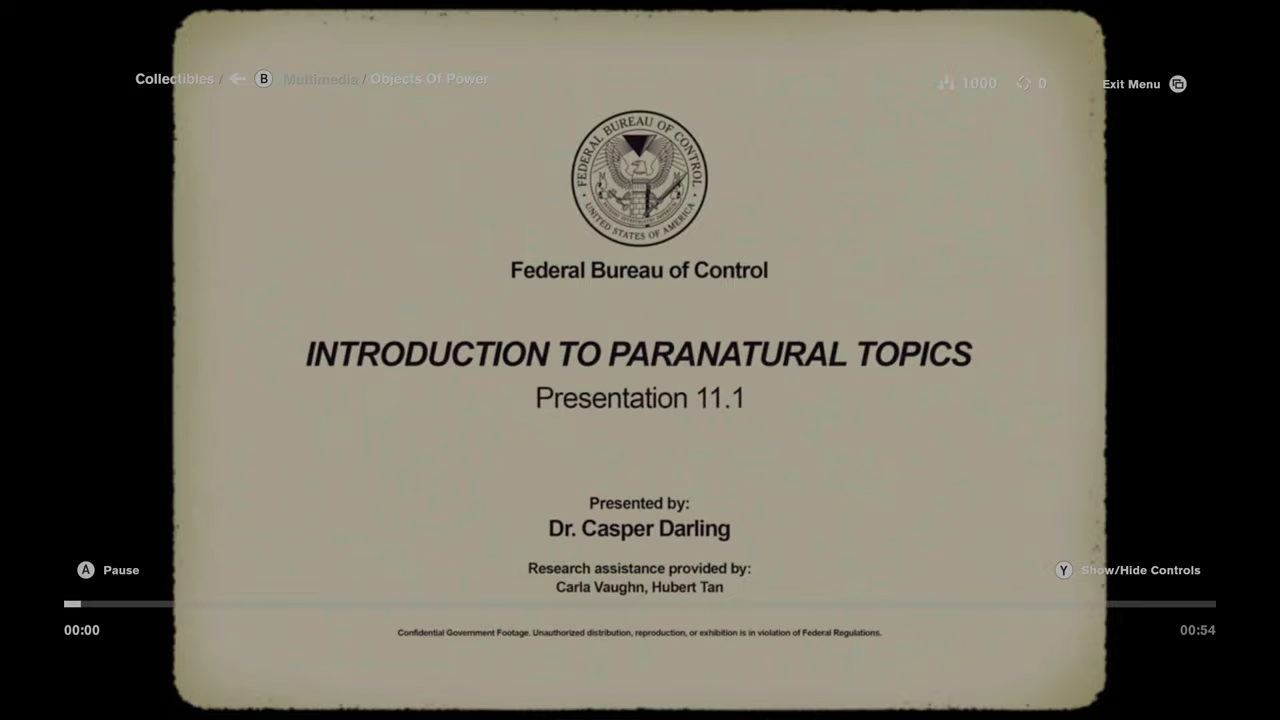 Collectibles / B Multimedia / Objects Of Power
1000 0
Exit Menu
FEDERAL BUREAU OF CONTROL
UNITED STATES OF AMERICA
Federal Bureau of Control
INTRODUCTION TO PARANATURAL TOPICS
Presentation 11.1
Presented by:
Dr. Casper Darling
Research assistance provided by:
Carla Vaughn, Hubert Tan
A Pause
Y Show/Hide Controls
00:00
00:54
Confidential Government Footage. Unauthorized distribution, reproduction, or exhibition is in violation of Federal Regulations.